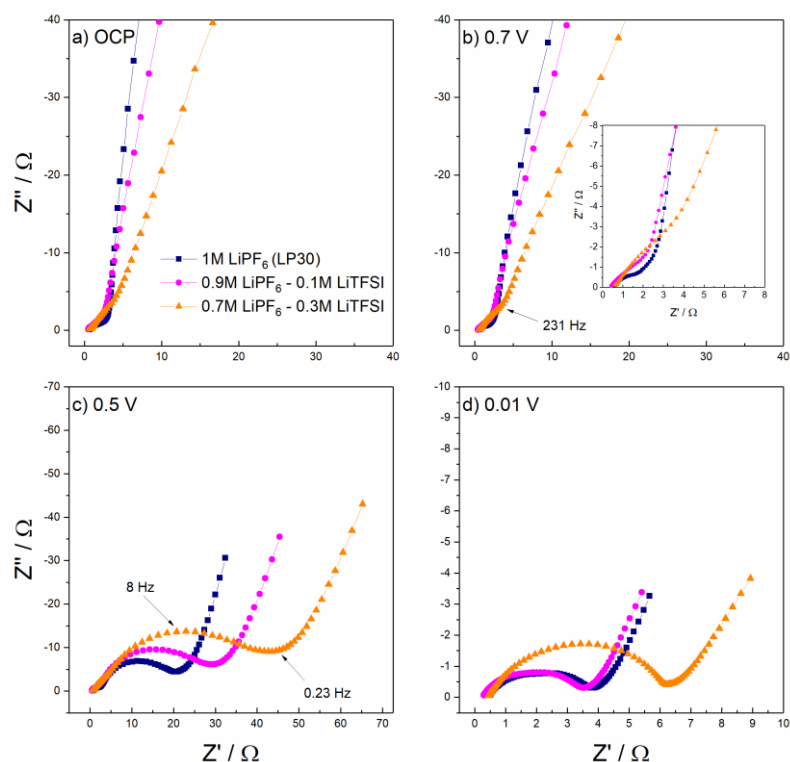 a) OCP
-40
-30
-20
-10
0
Z'' / Ω
0 10 20 30 40
1M LiPF₆ (LP30)
0.9M LiPF₆ - 0.1M LiTFSI
0.7M LiPF₆ - 0.3M LiTFSI
b) 0.7 V
-40
-30
-20
-10
0
Z'' / Ω
0 10 20 30 40
231 Hz
-8
-7
-6
-5
-4
-3
-2
-1
0
Z'' / Ω
0 1 2 3 4 5 6 7 8
Z' / Ω
c) 0.5 V
-70
-60
-50
-40
-30
-20
-10
0
Z'' / Ω
8 Hz
0.23 Hz
0 10 20 30 40 50 60 70
Z' / Ω
d) 0.01 V
-10
-9
-8
-7
-6
-5
-4
-3
-2
-1
0
Z'' / Ω
0 1 2 3 4 5 6 7 8 9 10
Z' / Ω